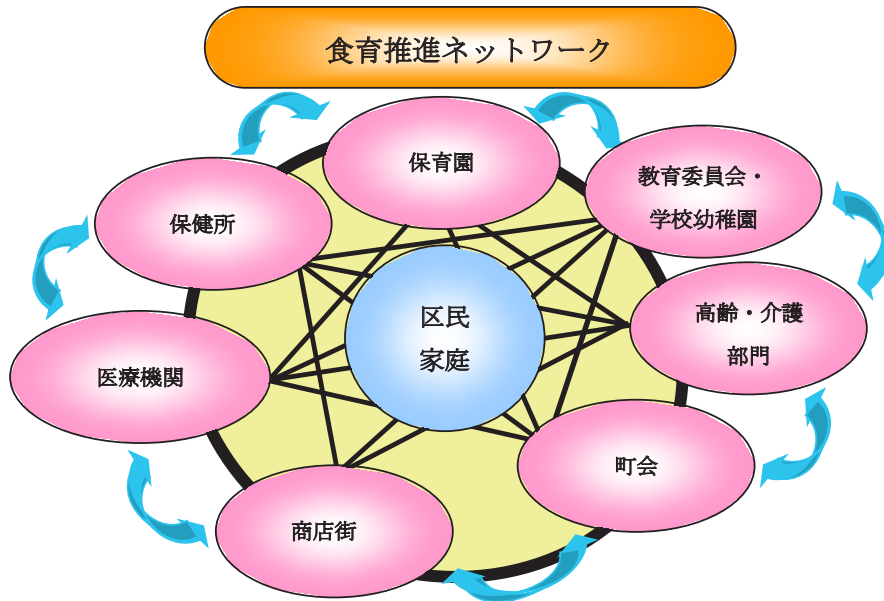 食育推進ネットワーク
保育園
教育委員会・
学校幼稚園
保健所
区民
家庭
高齢・介護
部門
医療機関
町会
商店街